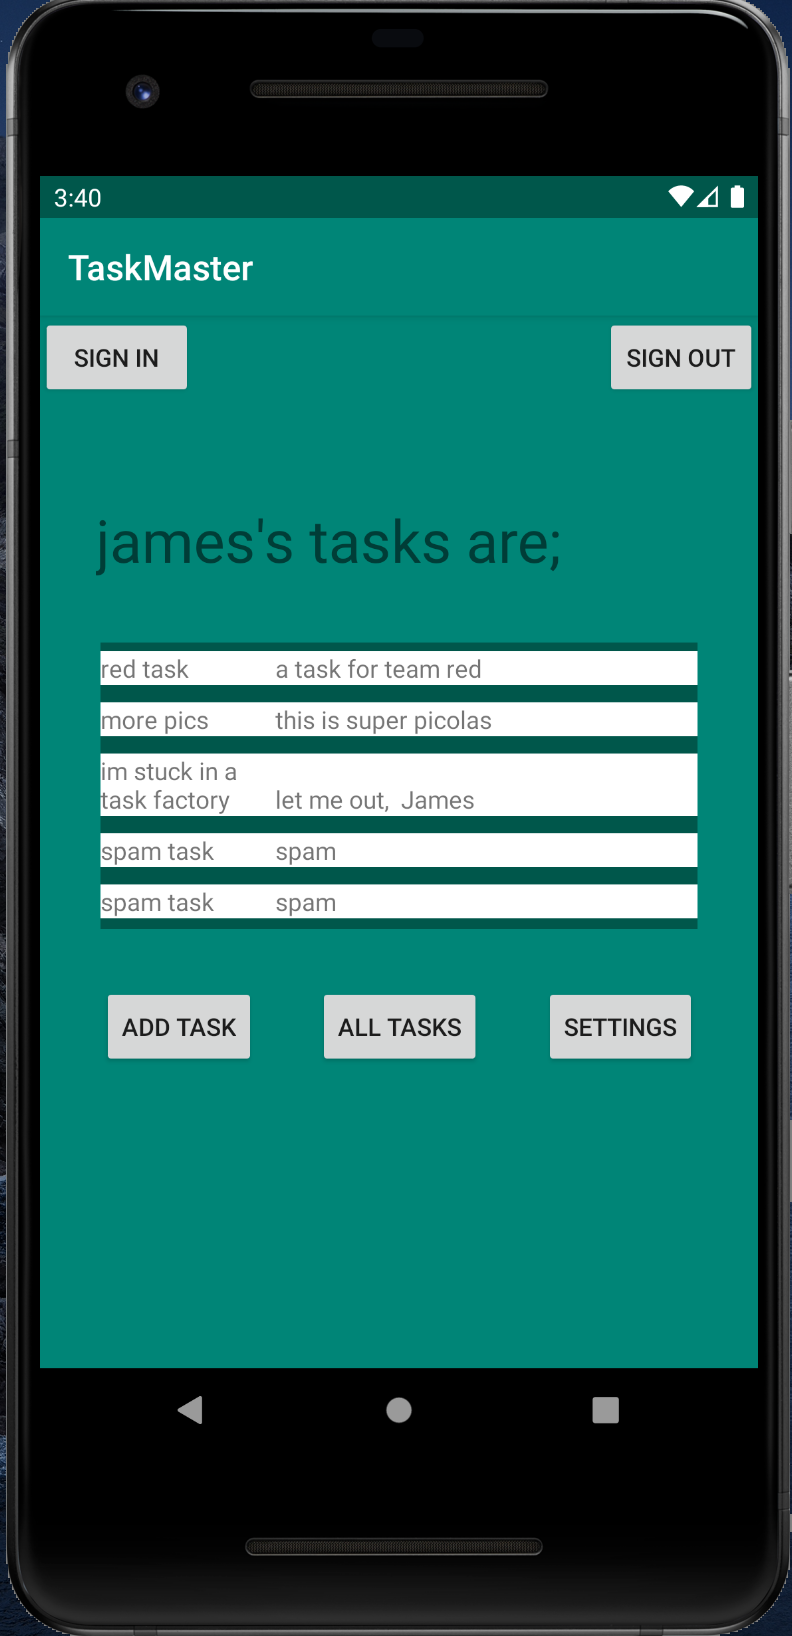 3:40
TaskMaster
SIGN IN SIGN OUT
james's tasks are;
red task a task for team red
more pics this is super picolas
im stuck in a
task factory let me out,  James
spam task spam
spam task spam
ADD TASK ALL TASKS SETTINGS